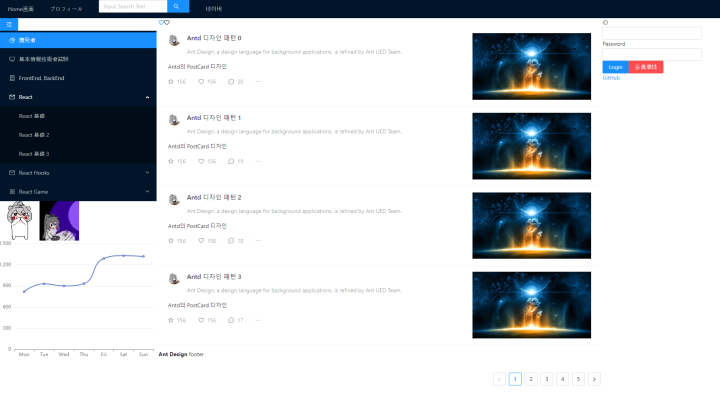 Home画面
プロフィール
Input Search Text
네이버
基本情報技術者試験
FrontEnd, BackEnd
React
React 基礎
React 基礎 2
React 基礎 3
React Hooks
React Game
1,500
1,200
900
600
300
0
Mon Tue Wed Thu Fri Sat Sun
Antd 디자인 패턴 0
Ant Design, a design language for background applications, is refined by Ant UED Team.
Antd의 PostCard 디자인
156 156 20
Antd 디자인 패턴 1
Ant Design, a design language for background applications, is refined by Ant UED Team.
Antd의 PostCard 디자인
156 156 19
Antd 디자인 패턴 2
Ant Design, a design language for background applications, is refined by Ant UED Team.
Antd의 PostCard 디자인
156 156 18
Antd 디자인 패턴 3
Ant Design, a design language for background applications, is refined by Ant UED Team.
Antd의 PostCard 디자인
156 156 17
Ant Design footer
< 1 2 3 4 5 >
ID
Password
Login
GitHub